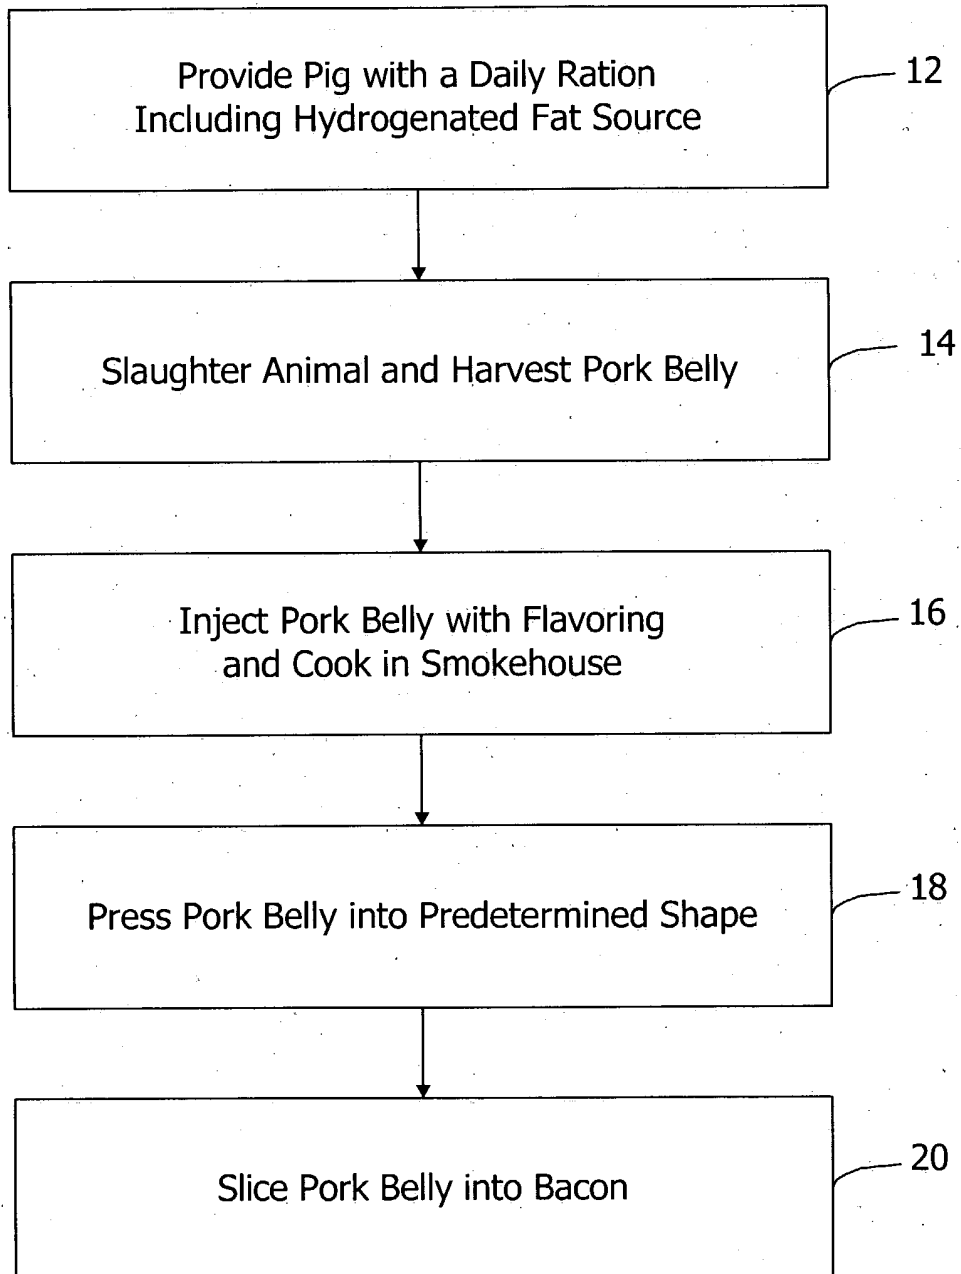 Provide Pig with a Daily Ration
Including Hydrogenated Fat Source
12
Slaughter Animal and Harvest Pork Belly
14
Inject Pork Belly with Flavoring
and Cook in Smokehouse
16
Press Pork Belly into Predetermined Shape
18
Slice Pork Belly into Bacon
20